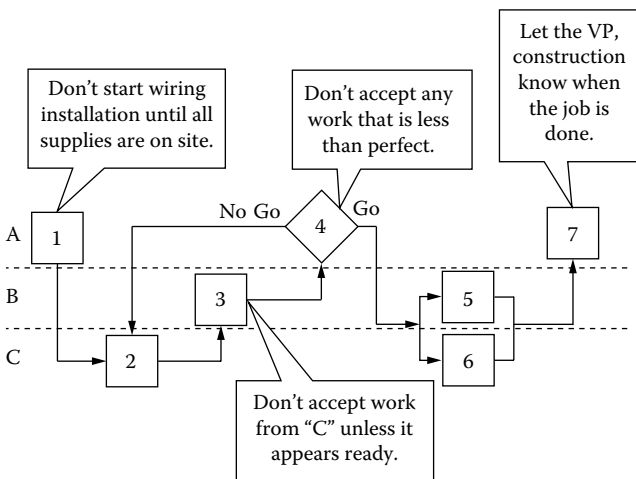 Let the VP,
construction
know when
the job is
done.
Don't start wiring
installation until all
supplies are on site.
Don't accept any
work that is less
than perfect.
No Go
Go
A
1
4
7
B
3
5
C
2
6
Don't accept work
from “C” unless it
appears ready.